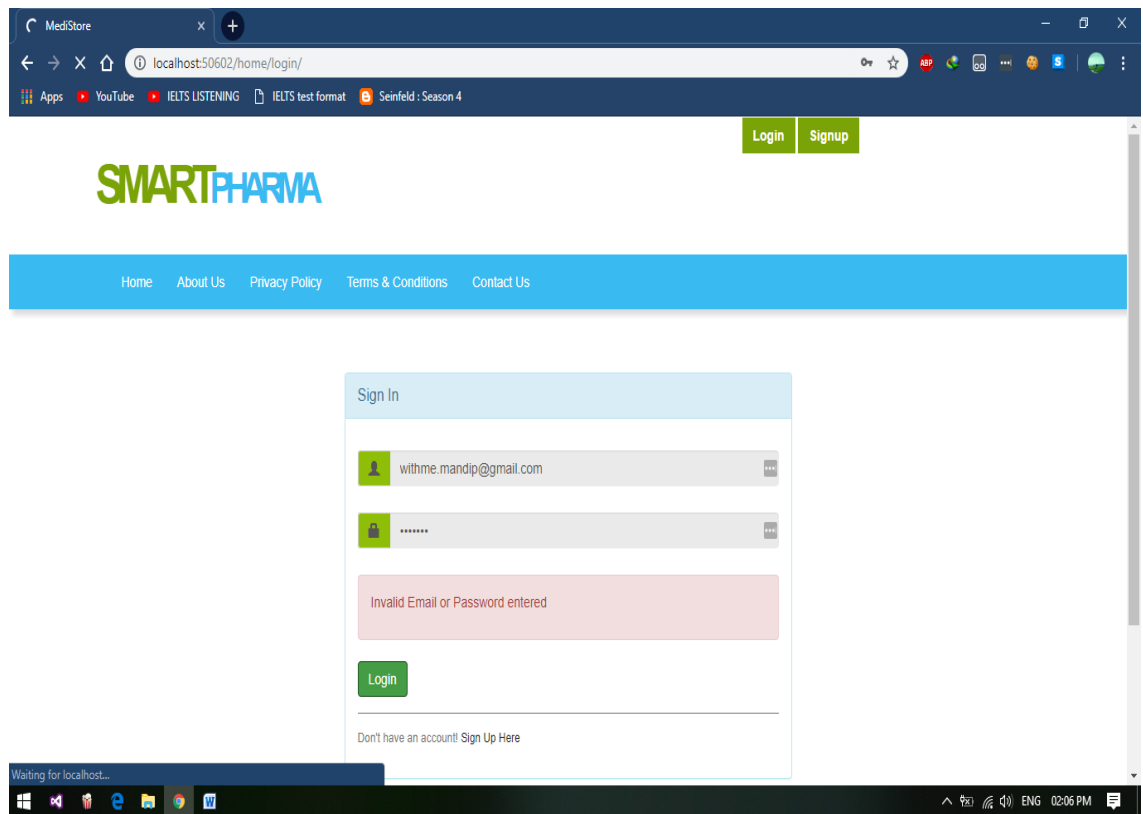 MediStore
localhost:50602/home/login/
ABP
S
Apps YouTube IELTS LISTENING IELTS test format Seinfeld : Season 4
Login Signup
SMARTPHARMA
Home About Us Privacy Policy Terms & Conditions Contact Us
Sign In
withme.mandip@gmail.com
•••••••
Invalid Email or Password entered
Login
Don't have an account! Sign Up Here
Waiting for localhost...
ENG 02:06 PM